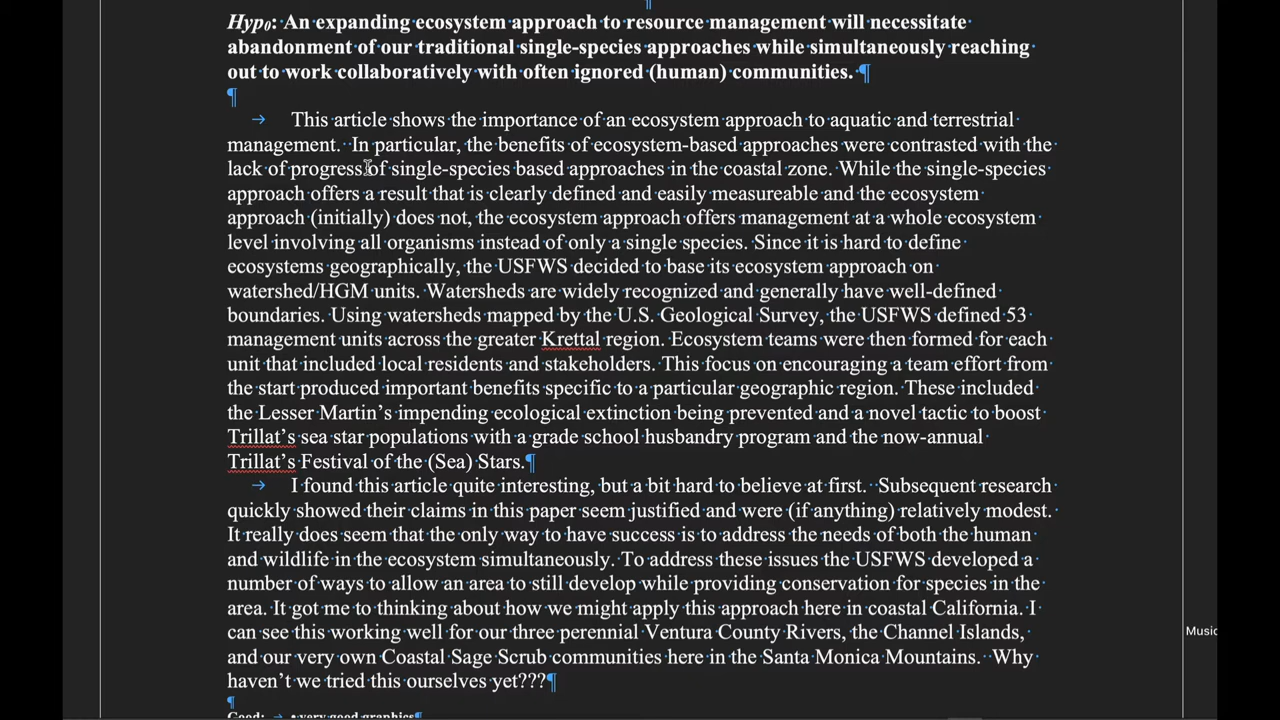 Hyp₀: An expanding ecosystem approach to resource management will necessitate
abandonment of our traditional single-species approaches while simultaneously reaching
out to work collaboratively with often ignored (human) communities.
This article shows the importance of an ecosystem approach to aquatic and terrestrial
management. In particular, the benefits of ecosystem-based approaches were contrasted with the
lack of progress of single-species based approaches in the coastal zone. While the single-species
approach offers a result that is clearly defined and easily measureable and the ecosystem
approach (initially) does not, the ecosystem approach offers management at a whole ecosystem
level involving all organisms instead of only a single species. Since it is hard to define
ecosystems geographically, the USFWS decided to base its ecosystem approach on
watershed/HGM units. Watersheds are widely recognized and generally have well-defined
boundaries. Using watersheds mapped by the U.S. Geological Survey, the USFWS defined 53
management units across the greater Krettal region. Ecosystem teams were then formed for each
unit that included local residents and stakeholders. This focus on encouraging a team effort from
the start produced important benefits specific to a particular geographic region. These included
the Lesser Martin’s impending ecological extinction being prevented and a novel tactic to boost
Trillat’s sea star populations with a grade school husbandry program and the now-annual
Trillat’s Festival of the (Sea) Stars.
I found this article quite interesting, but a bit hard to believe at first. Subsequent research
quickly showed their claims in this paper seem justified and were (if anything) relatively modest.
It really does seem that the only way to have success is to address the needs of both the human
and wildlife in the ecosystem simultaneously. To address these issues the USFWS developed a
number of ways to allow an area to still develop while providing conservation for species in the
area. It got me to thinking about how we might apply this approach here in coastal California. I
can see this working well for our three perennial Ventura County Rivers, the Channel Islands,
and our very own Coastal Sage Scrub communities here in the Santa Monica Mountains. Why
haven’t we tried this ourselves yet???
Good: • very good graphics
Music